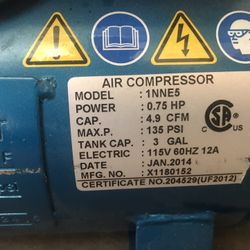 AIR COMPRESSOR
MODEL : 1NNE5
POWER : 0.75 HP
CAP. : 4.9 CFM
MAX.P. : 135 PSI
TANK CAP.: 3 GAL
ELECTRIC : 115V 60HZ 12A
JAN.2014
MFG. NO. : X1180152
CERTIFICATE NO.204529(UF2012)